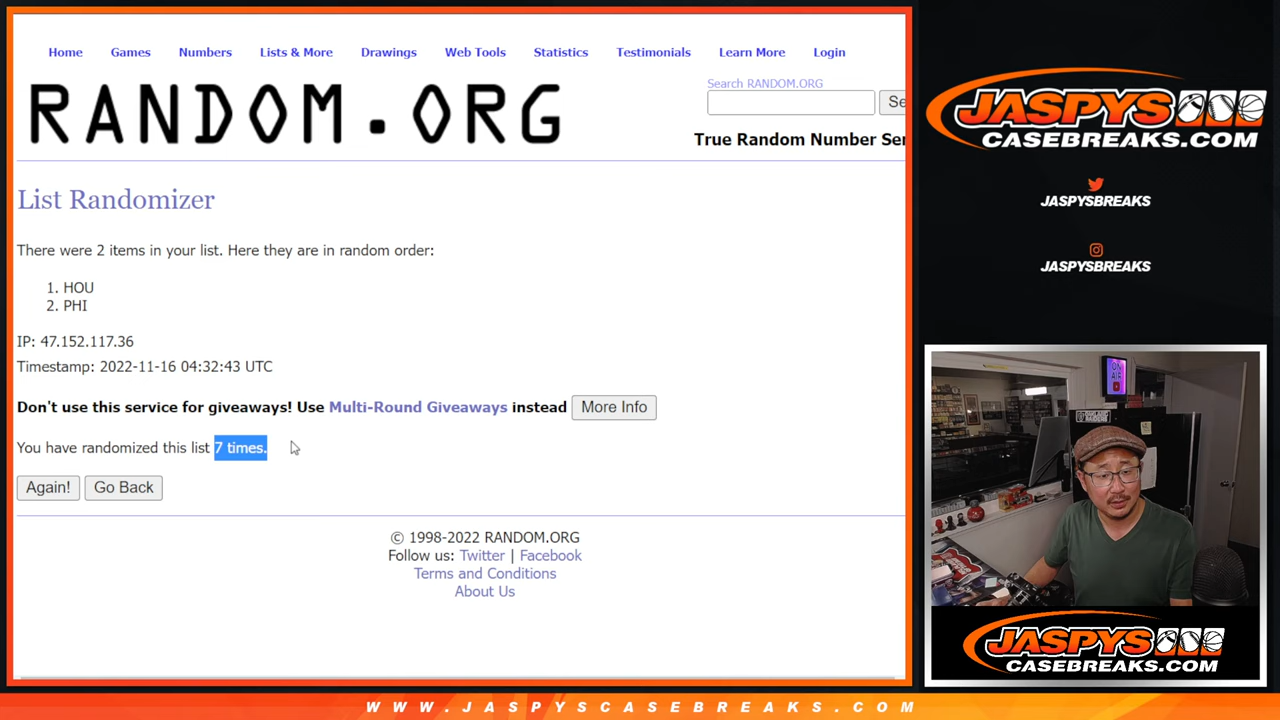 Home Games Numbers Lists & More Drawings Web Tools Statistics Testimonials Learn More Login
RANDOM.ORG
Search RANDOM.ORG
Se
True Random Number Ser
List Randomizer
There were 2 items in your list. Here they are in random order:
1. HOU
2. PHI
IP: 47.152.117.36
Timestamp: 2022-11-16 04:32:43 UTC
Don't use this service for giveaways! Use Multi-Round Giveaways instead More Info
You have randomized this list 7 times.
Again! Go Back
© 1998-2022 RANDOM.ORG
Follow us: Twitter | Facebook
Terms and Conditions
About Us
JASPYS
CASEBREAKS.COM
JASPYSBREAKS
JASPYSBREAKS
ON AIR
JASPYS
CASEBREAKS.COM
WWW.JASPYSCASEBREAKS.COM